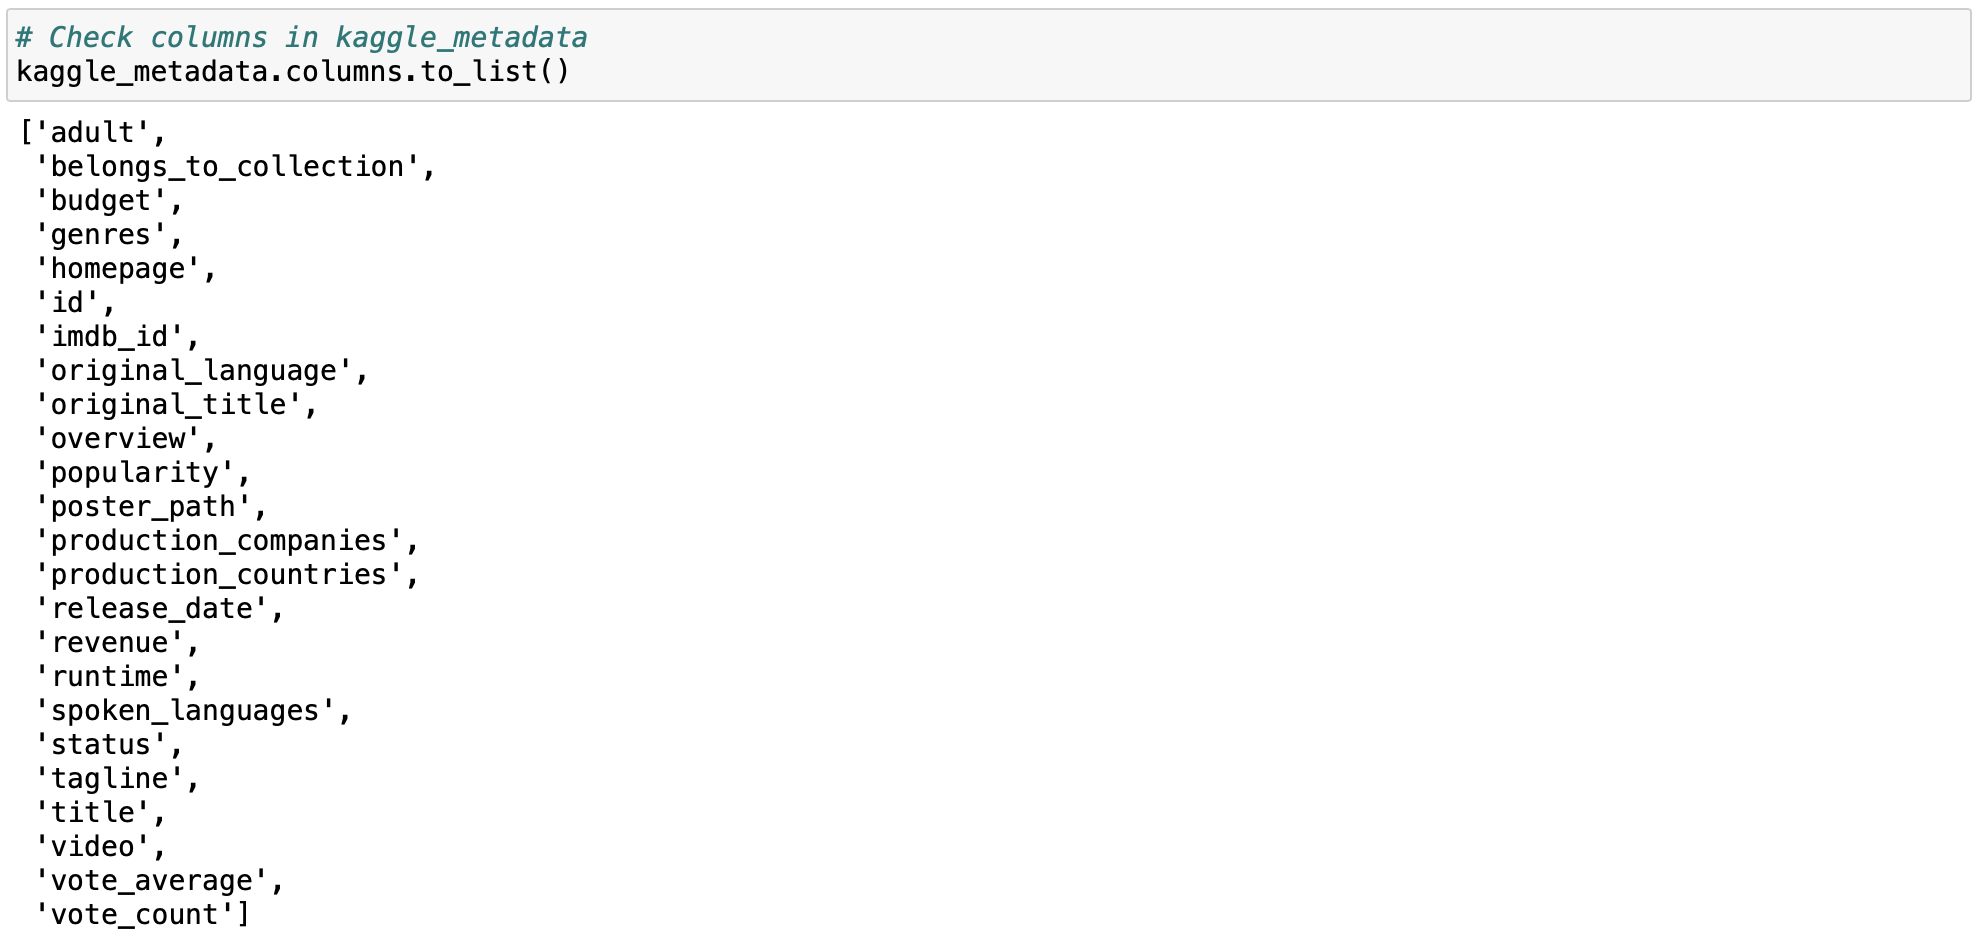 # Check columns in kaggle_metadata
kaggle_metadata.columns.to_list()
['adult',
 'belongs_to_collection',
 'budget',
 'genres',
 'homepage',
 'id',
 'imdb_id',
 'original_language',
 'original_title',
 'overview',
 'popularity',
 'poster_path',
 'production_companies',
 'production_countries',
 'release_date',
 'revenue',
 'runtime',
 'spoken_languages',
 'status',
 'tagline',
 'title',
 'video',
 'vote_average',
 'vote_count']